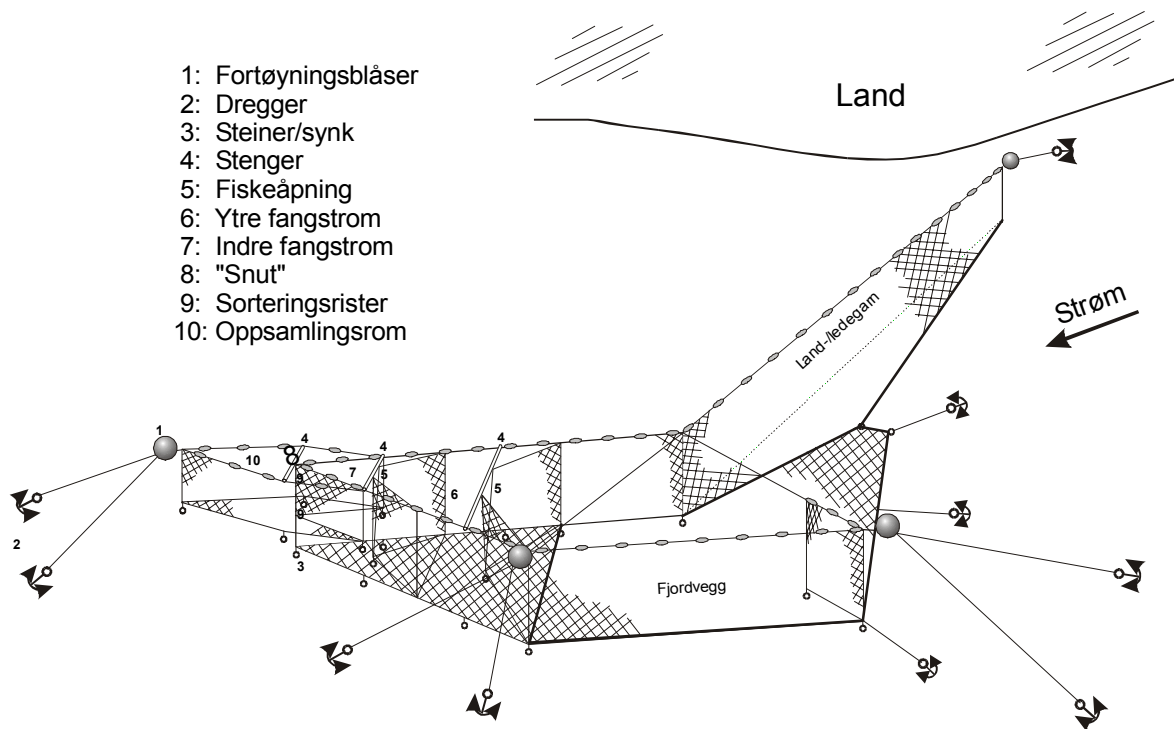 1: Fortøyningsblåser
2: Dregger
3: Steiner/synk
4: Stenger
5: Fiskeåpning
6: Ytre fangstrom
7: Indre fangstrom
8: "Snut"
9: Sorteringsrister
10: Oppsamlingsrom
Land
Strøm
Land-/ledegarn
Fjordvegg
1
4
4
4
10
9
7
5
6
5
9
2
3